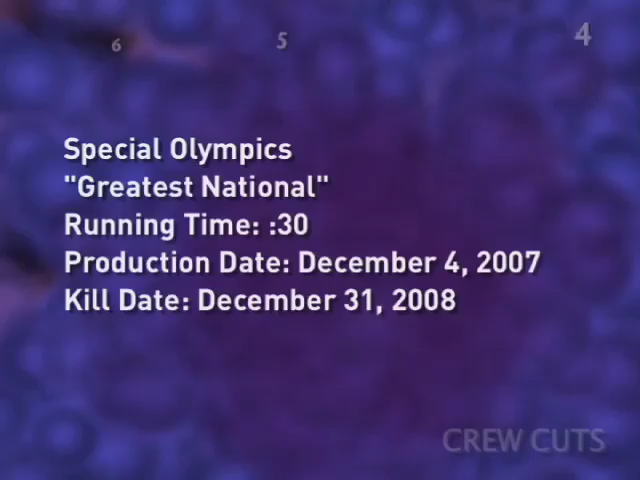 6 5 4
Special Olympics
"Greatest National"
Running Time: :30
Production Date: December 4, 2007
Kill Date: December 31, 2008
CREW CUTS